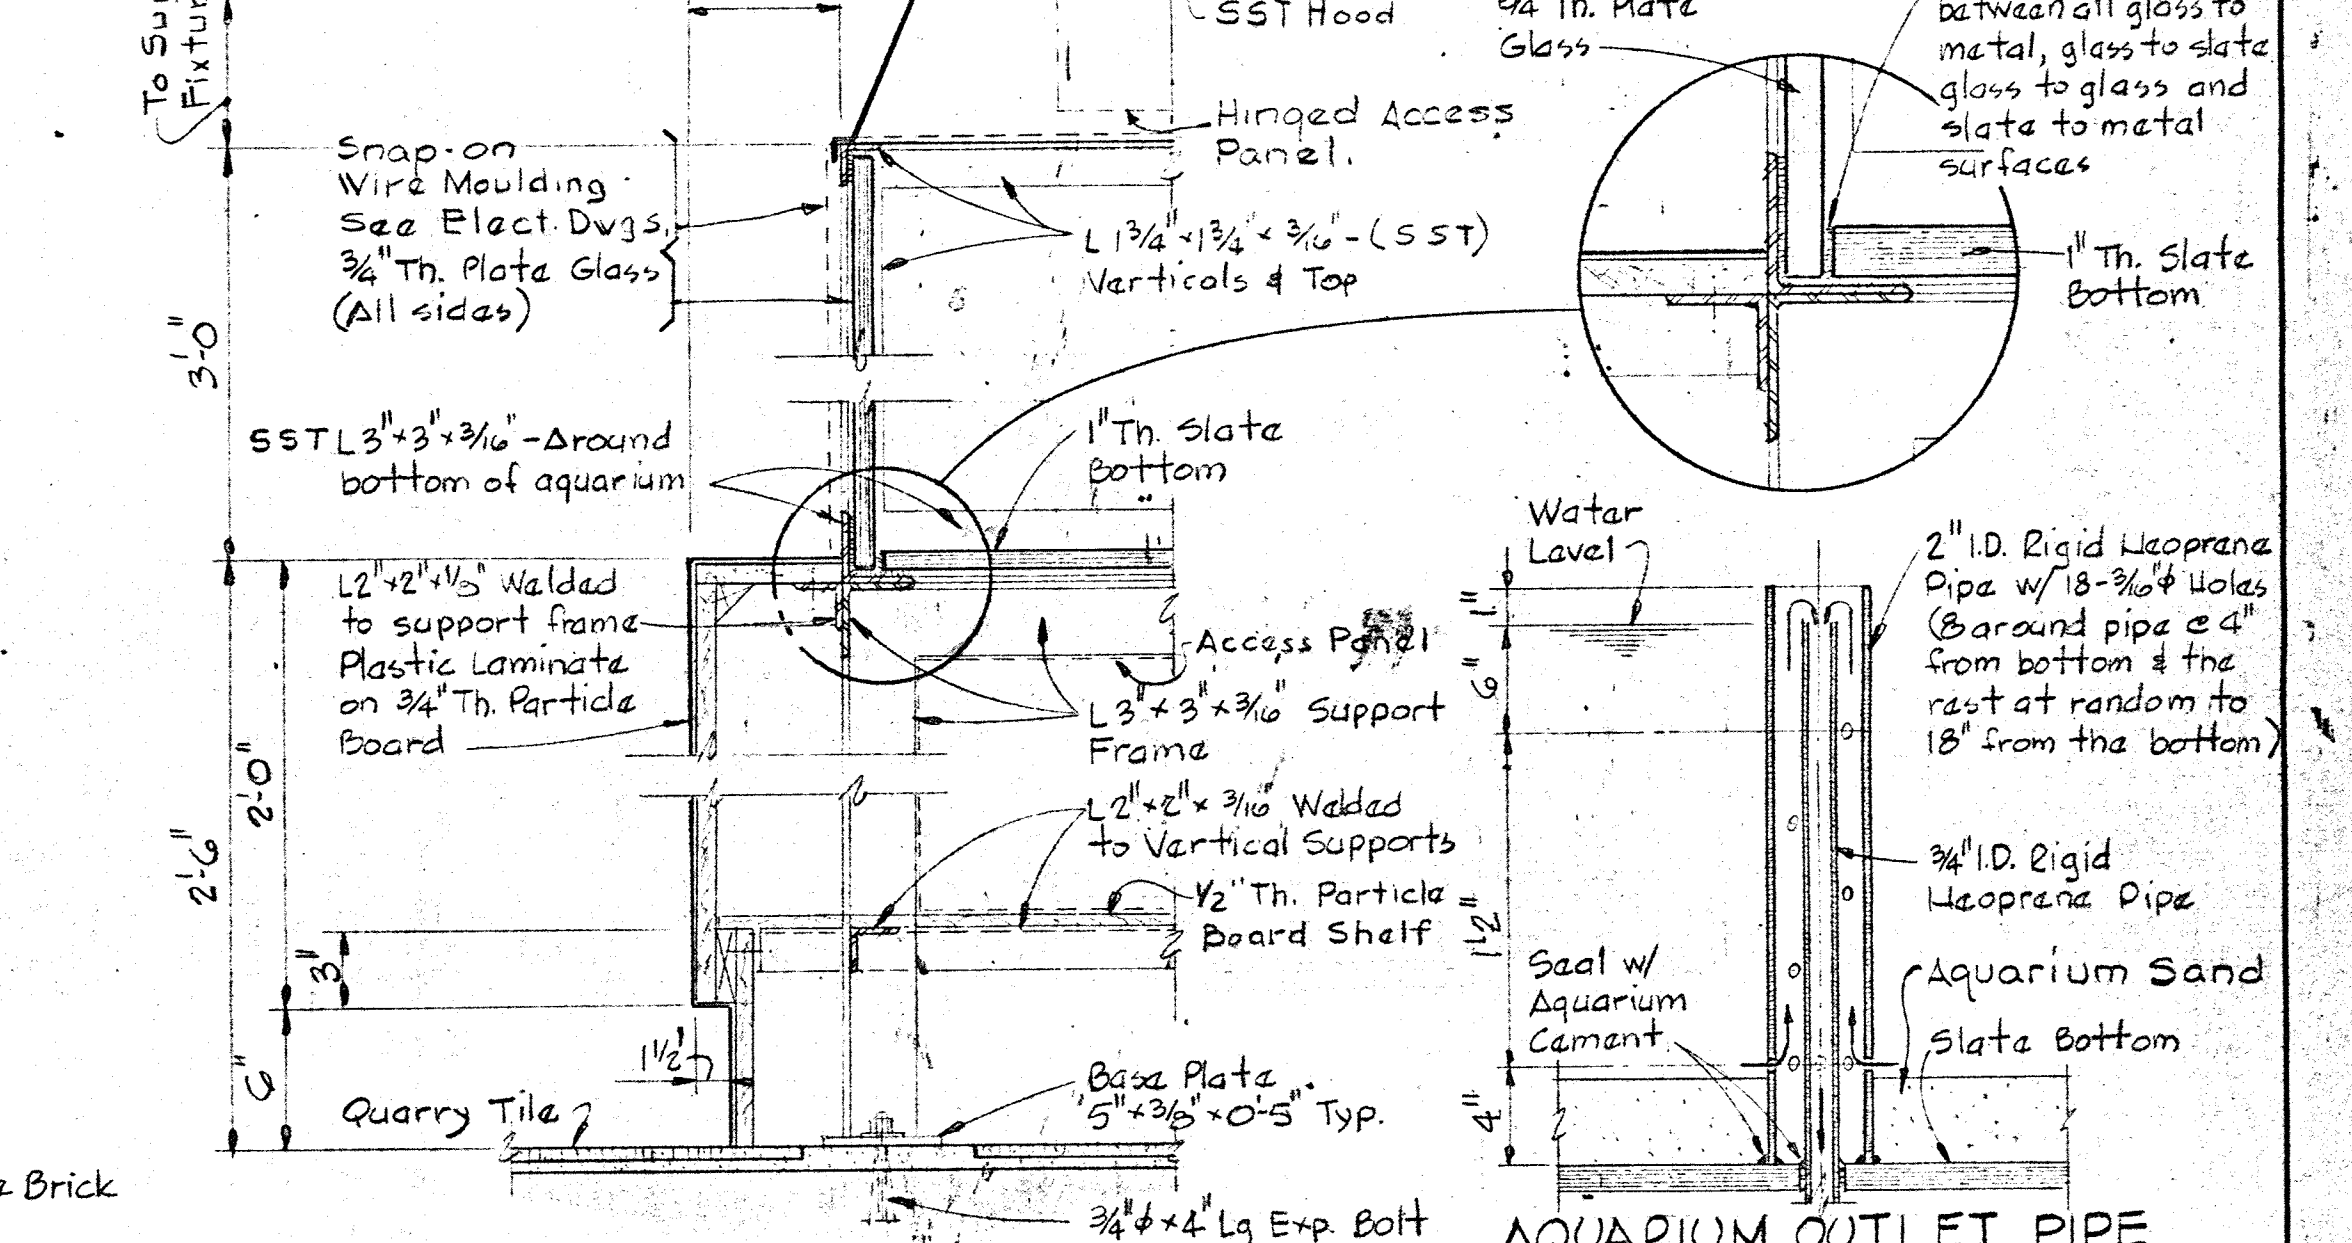 To Su
Fixtur
SST Hood
3/4" Th. Plate
Glass
between all glass to
metal, glass to slate
glass to glass and
slate to metal
surfaces
Hinged Access
Panel.
Snap-on
Wire Moulding
See Elect. Dwgs.
3/4" Th. Plate Glass
(All sides)
L 1 3/4" x 1 3/4" x 3/16" - (SST)
Verticals & Top
1" Th. Slate
Bottom
3'-0"
SST L 3" x 3" x 3/16" - Around
bottom of aquarium
1" Th. Slate
Bottom
Water
Level
2" I.D. Rigid Neoprene
Pipe w/ 18-3/16"ϕ Holes
(8 around pipe @ 4"
from bottom & the
rest at random to
18" from the bottom)
L 2" x 2" x 1/8" Welded
to support frame
Plastic Laminate
on 3/4" Th. Particle
Board
Access Panel
L 3" x 3" x 3/16" Support
Frame
1"
6"
2'-0"
2'-6"
L 2" x 2" x 3/16" Welded
to Vertical Supports
1/2" Th. Particle
Board Shelf
3/4" I.D. Rigid
Neoprene Pipe
3"
Seal w/
Aquarium
Cement
Aquarium Sand
Slate Bottom
6"
1 1/2"
Base Plate
5" x 3/8" x 0'-5" Typ.
4"
Quarry Tile
Brick
3/4"ϕ x 4" Lg Exp. Bolt
AQUARIUM OUTLET PIPE